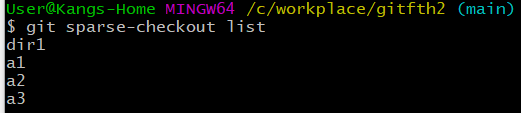 User@Kangs-Home MINGW64 /c/workplace/gitfth2 (main)
$ git sparse-checkout list
dir1
a1
a2
a3